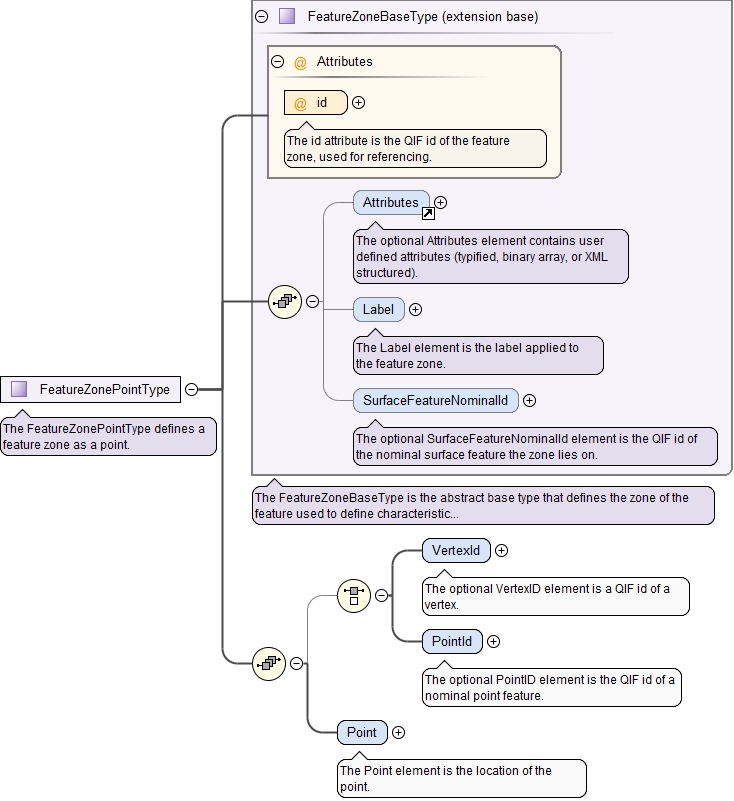 FeatureZoneBaseType (extension base)
@ Attributes
@ id
The id attribute is the QIF id of the feature
zone, used for referencing.
Attributes
The optional Attributes element contains user
defined attributes (typified, binary array, or XML
structured).
Label
The Label element is the label applied to
the feature zone.
SurfaceFeatureNominalId
The optional SurfaceFeatureNominalId element is the QIF id of
the nominal surface feature the zone lies on.
FeatureZonePointType
The FeatureZonePointType defines a
feature zone as a point.
The FeatureZoneBaseType is the abstract base type that defines the zone of the
feature used to define characteristic...
VertexId
The optional VertexID element is a QIF id of a
vertex.
PointId
The optional PointID element is the QIF id of a
nominal point feature.
Point
The Point element is the location of the
point.